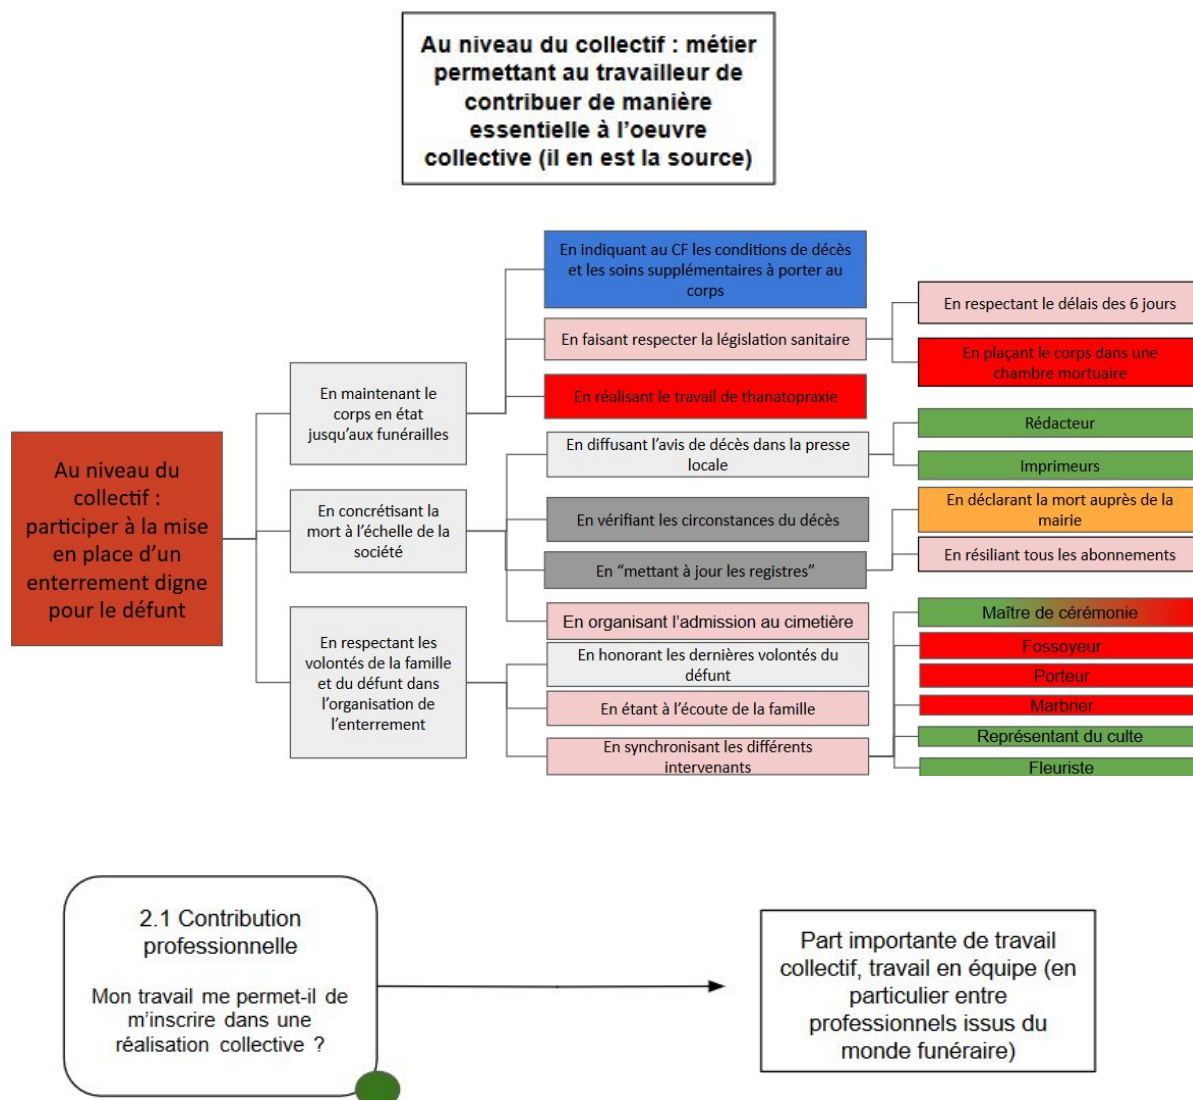 Au niveau du collectif : métier
permettant au travailleur de
contribuer de manière
essentielle à l'oeuvre
collective (il en est la source)
Au niveau du
collectif :
participer à la mise
en place d'un
enterrement digne
pour le défunt
En maintenant le
corps en état
jusqu'aux funérailles
En concrétisant la
mort à l'échelle de la
société
En respectant les
volontés de la famille
et du défunt dans
l'organisation de
l'enterrement
En indiquant au CF les conditions de décès
et les soins supplémentaires à porter au
corps
En faisant respecter la législation sanitaire
En réalisant le travail de thanatopraxie
En diffusant l'avis de décès dans la presse
locale
En vérifiant les circonstances du décès
En "mettant à jour les registres"
En organisant l'admission au cimetière
En honorant les dernières volontés du
défunt
En étant à l'écoute de la famille
En synchronisant les différents
intervenants
En respectant le délais des 6 jours
En plaçant le corps dans une
chambre mortuaire
Rédacteur
Imprimeurs
En déclarant la mort auprès de la
mairie
En résiliant tous les abonnements
Maître de cérémonie
Fossoyeur
Porteur
Marbrier
Représentant du culte
Fleuriste
2.1 Contribution
professionnelle
Mon travail me permet-il de
m'inscrire dans une
réalisation collective ?
Part importante de travail
collectif, travail en équipe (en
particulier entre
professionnels issus du
monde funéraire)